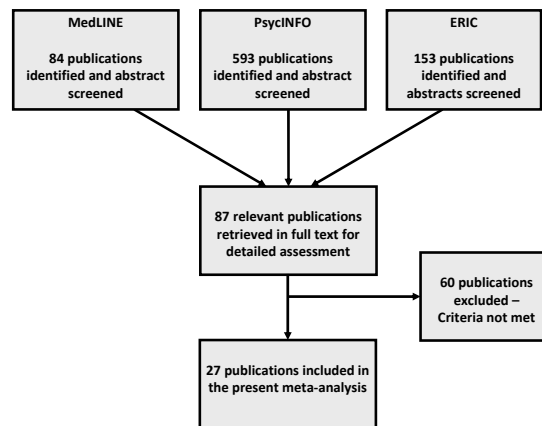 MedLINE
84 publications
identified and abstract
screened
PsycINFO
593 publications
identified and abstract
screened
ERIC
153 publications
identified and
abstracts screened
87 relevant publications
retrieved in full text for
detailed assessment
60 publications
excluded –
Criteria not met
27 publications included in
the present meta-analysis